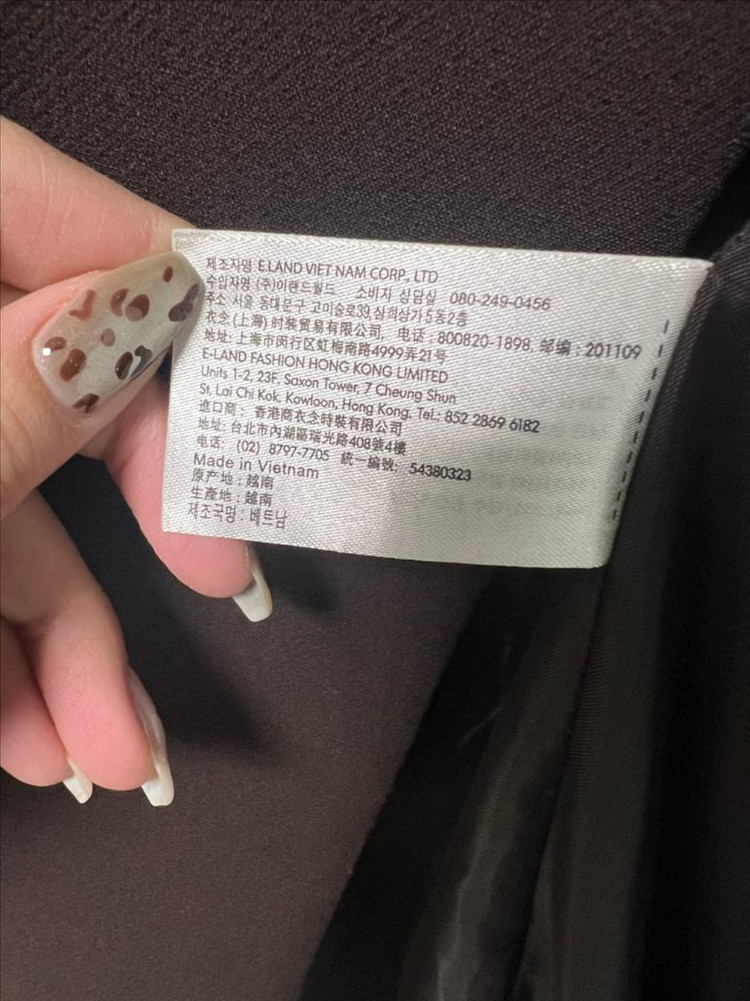 제조자명 E.LAND VIET NAM CORP., LTD
수입자명 (주)이랜드월드 소비자 상담실 080-249-0456
주소 서울 동대문구 고미술로39,삼희상가5동2층
衣念(上海)时装贸易有限公司, 电话 : 800820-1898. 邮编 : 201109
地址: 上海市闵行区虹梅南路4999弄21号
E-LAND FASHION HONG KONG LIMITED
Units 1-2, 23F, Saxon Tower, 7 Cheung Shun
St, Lai Chi Kok, Kowloon, Hong Kong. Tel.: 852 2869 6182
進口商 : 香港商衣念時裝有限公司
地址: 台北市內湖區瑞光路408號4樓
电话: (02) 8797-7705 統一編號: 54380323
Made in Vietnam
原产地 : 越南
生產地 : 越南
제조국명 : 베트남